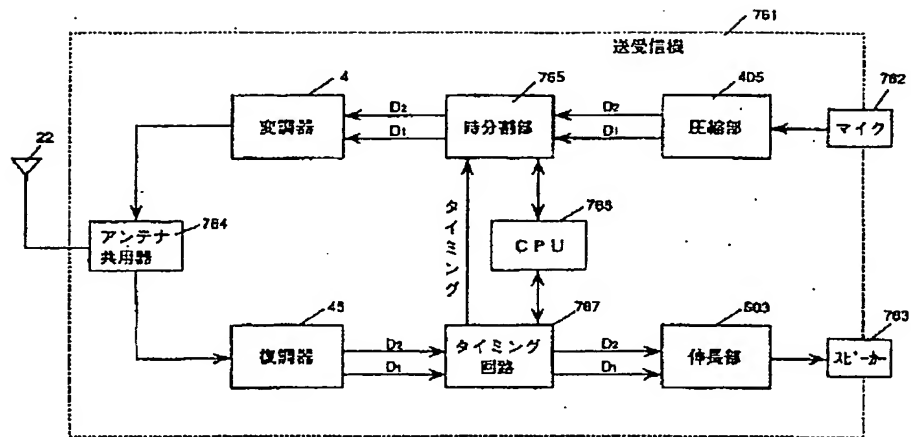 761
送受信機
4
765
405
762
変調器
D2
D1
時分割部
D2
D1
圧縮部
マイク
22
764
アンテナ
共用器
タイミング
CPU
45
767
763
復調器
D2
D1
タイミング
回路
D2
D1
伸長部
スピーカー